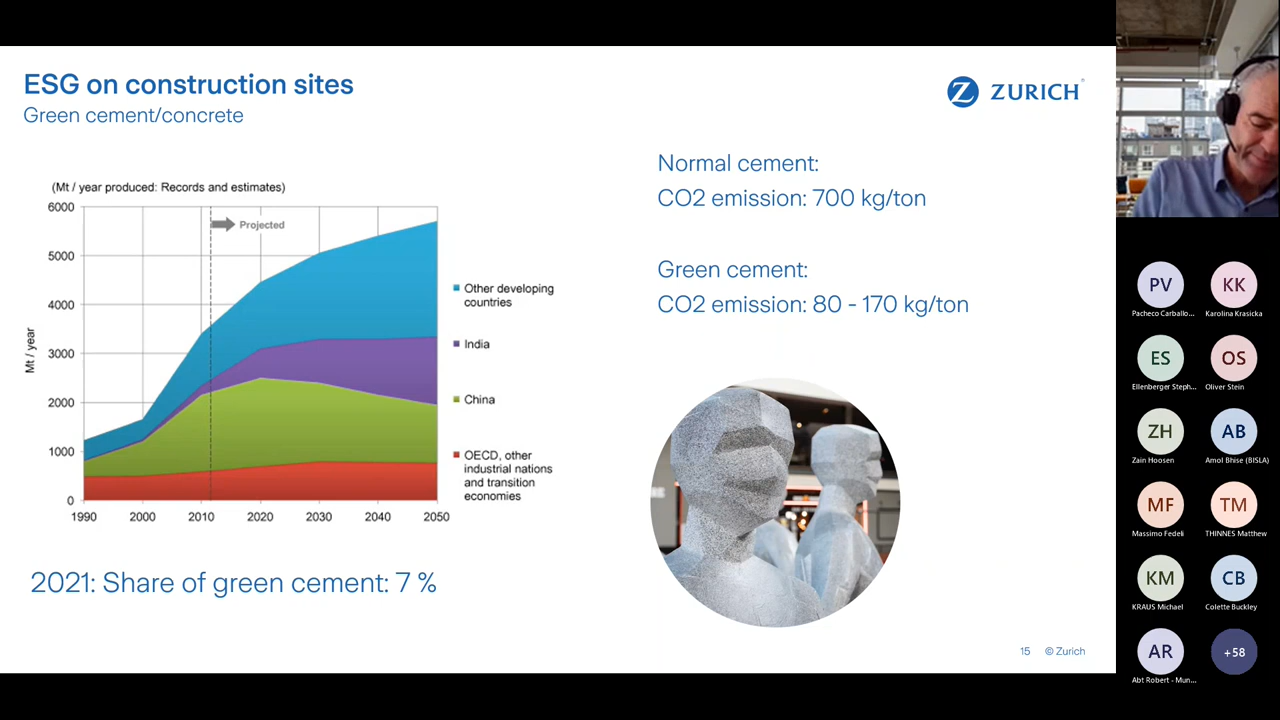 ESG on construction sites
Green cement/concrete
Z ZURICH
(Mt / year produced: Records and estimates)
Mt / year
6000
5000
4000
3000
2000
1000
0
Projected
1990 2000 2010 2020 2030 2040 2050
Other developing
countries
India
China
OECD, other
industrial nations
and transition
economies
2021: Share of green cement: 7 %
Normal cement:
CO2 emission: 700 kg/ton
Green cement:
CO2 emission: 80 - 170 kg/ton
15 © Zurich
PV
Pacheco Carballo...
KK
Karolina Krasicka
ES
Ellenberger Steph...
OS
Oliver Stein
ZH
Zain Hoosen
AB
Amol Bhise (BISLA)
MF
Massimo Fedeli
TM
THINNES Matthew
KM
KRAUS Michael
CB
Colette Buckley
AR
Abt Robert - Mun...
+58